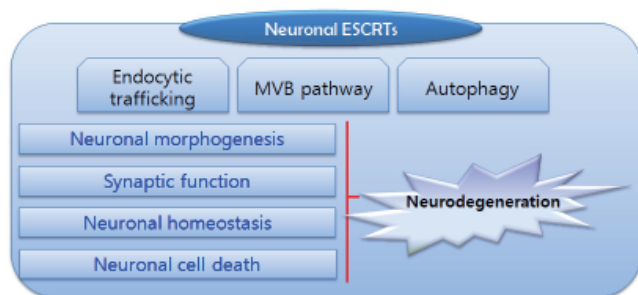 Neuronal ESCRTs
Endocytic
trafficking
MVB pathway
Autophagy
Neuronal morphogenesis
Synaptic function
Neuronal homeostasis
Neuronal cell death
Neurodegeneration